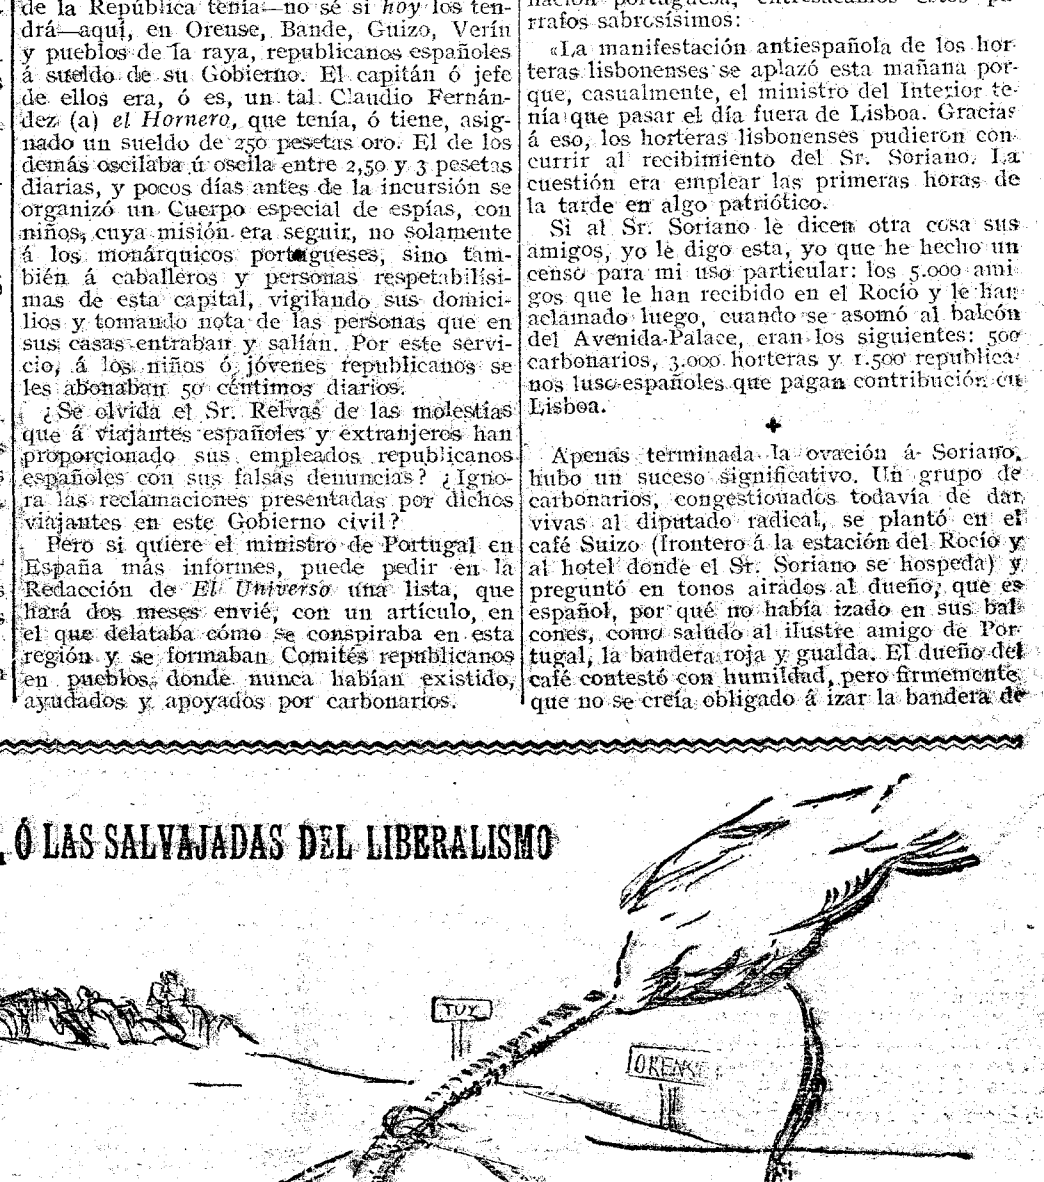 de la República tenía—no sé si hoy los ten-
drá—aquí, en Orense, Bande, Guizo, Verín
y pueblos de la raya, republicanos españoles
á sueldo de su Gobierno. El capitán ó jefe
de ellos era, ó es, un tal Claudio Fernán-
dez (a) el Hornero, que tenía, ó tiene, asig-
nado un sueldo de 250 pesetas oro. El de los
demás oscilaba ú oscila entre 2,50 y 3 pesetas
diarias, y pocos días antes de la incursión se
organizó un Cuerpo especial de espías, con
niños, cuya misión era seguir, no solamente
á los monárquicos portugueses, sino tam-
bién á caballeros y personas respetabilísi-
mas de esta capital, vigilando sus domici-
lios y tomando nota de las personas que en
sus casas entraban y salían. Por este servi-
cio, á los niños ó jóvenes republicanos se
les abonaban 50 céntimos diarios.
¿Se olvida el Sr. Relvas de las molestias
que á viajantes españoles y extranjeros han
proporcionado sus empleados republicanos
españoles con sus falsas denuncias? ¿Igno-
ra las reclamaciones presentadas por dichos
viajantes en este Gobierno civil?
Pero si quiere el ministro de Portugal en
España más informes, puede pedir en la
Redacción de El Universo una lista, que
hará dos meses envié, con un artículo, en
el que delataba cómo se conspiraba en esta
región y se formaban Comités republicanos
en pueblos, donde nunca habían existido,
ayudados y apoyados por carbonarios.
rrafos sabrosísimos:
«La manifestación antiespañola de los hor-
teras lisbonenses se aplazó esta mañana por-
que, casualmente, el ministro del Interior te-
nía que pasar el día fuera de Lisboa. Gracias
á eso, los horteras lisbonenses pudieron con-
currir al recibimiento del Sr. Soriano. La
cuestión era emplear las primeras horas de
la tarde en algo patriótico.
Si al Sr. Soriano le dicen otra cosa sus
amigos, yo le digo esta, yo que he hecho un
censo para mi uso particular: los 5.000 ami-
gos que le han recibido en el Rocío y le han
aclamado luego, cuando se asomó al balcón
del Avenida-Palace, eran los siguientes: 500
carbonarios, 3.000 horteras y 1.500 republica-
nos luso-españoles que pagan contribución en
Lisboa.
Apenas terminada la ovación á Soriano,
hubo un suceso significativo. Un grupo de
carbonarios, congestionados todavía de dar
vivas al diputado radical, se plantó en el
café Suizo (frontero á la estación del Rocío y
al hotel donde el Sr. Soriano se hospeda) y
preguntó en tonos airados al dueño, que es
español, por qué no había izado en sus bal-
cones, como saludo al ilustre amigo de Por-
tugal, la bandera roja y gualda. El dueño del
café contestó con humildad, pero firmemente,
que no se creía obligado á izar la bandera de
Ó LAS SALVAJADAS DEL LIBERALISMO
TUY
ORENSE